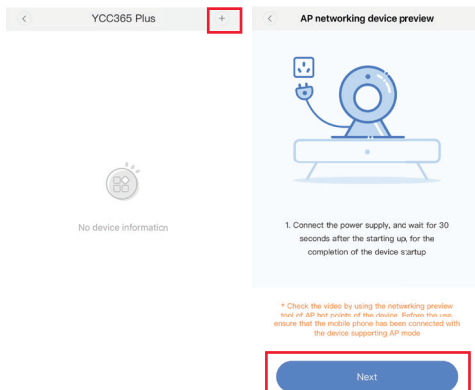 YCC365 Plus
+
No device information
AP networking device preview
1. Connect the power supply, and wait for 30
seconds after the starting up, for the
completion of the device startup
* Check the video by using the networking preview
tool of AP hot points of the device. Before the use,
ensure that the mobile phone has been connected with
the device supporting AP mode
Next